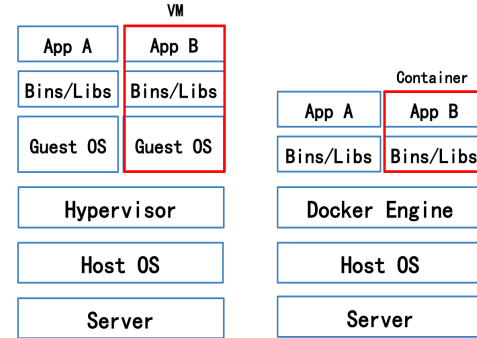 VM
App A
App B
Bins/Libs
Bins/Libs
Guest OS
Guest OS
Hypervisor
Host OS
Server
Container
App A
App B
Bins/Libs
Bins/Libs
Docker Engine
Host OS
Server